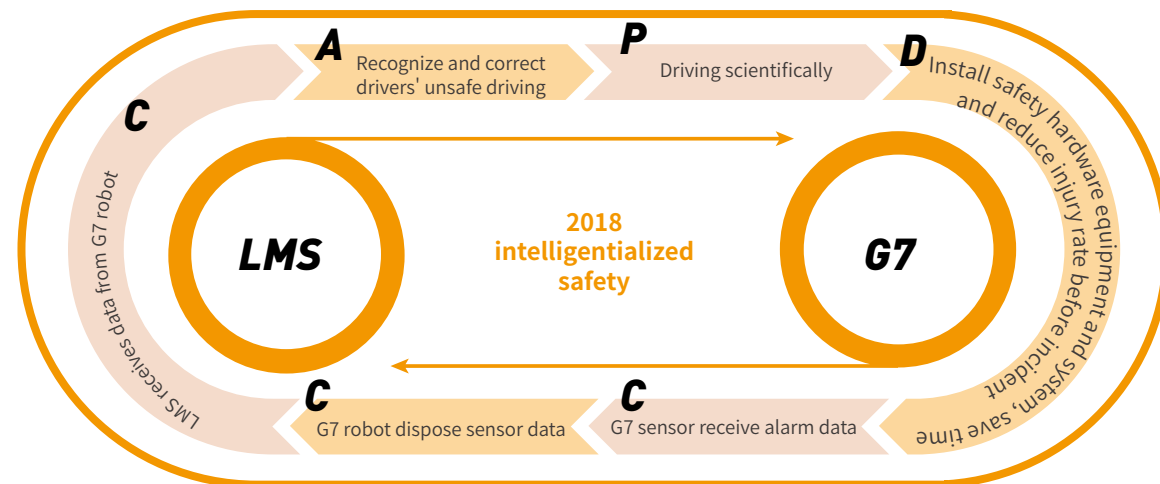 A
Recognize and correct
drivers' unsafe driving
P
Driving scientifically
D
Install safety hardware equipment and system, save time
and reduce injury rate before incident
C
LMS receives data from G7 robot
LMS
2018
intelligentialized
safety
G7
C
G7 robot dispose sensor data
C
G7 sensor receive alarm data